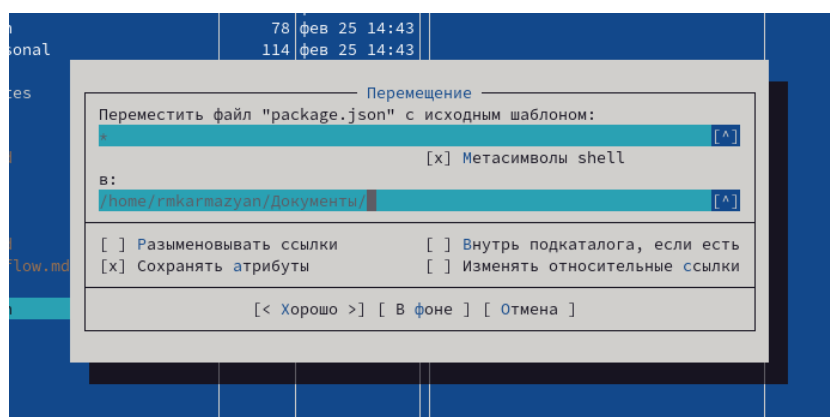 78 фев 25 14:43
sonal 114 фев 25 14:43
Перемещение
Переместить файл "package.json" с исходным шаблоном:
* [^]
[x] Метасимволы shell
в:
/home/rmkarmazyan/Документы/ [^]
[ ] Разыменовывать ссылки [ ] Внутрь подкаталога, если есть
flow.md [x] Сохранять атрибуты [ ] Изменять относительные ссылки
[< Хорошо >] [ В фоне ] [ Отмена ]